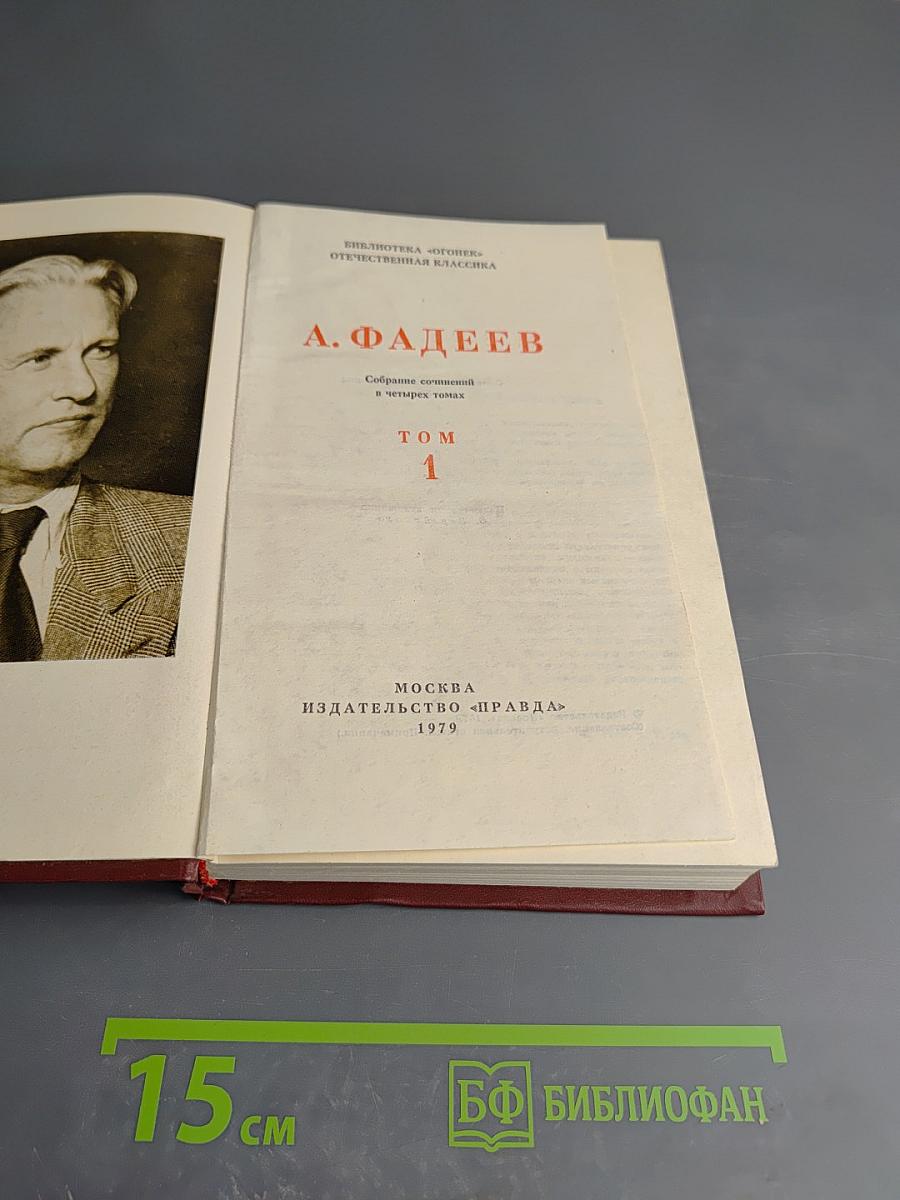 БИБЛИОТЕКА «ОГОНЕК»
ОТЕЧЕСТВЕННАЯ КЛАССИКА
А. ФАДЕЕВ
Собрание сочинений
в четырех томах
ТОМ
1
МОСКВА
ИЗДАТЕЛЬСТВО «ПРАВДА»
1979
15 см
БФ БИБЛИОФАН